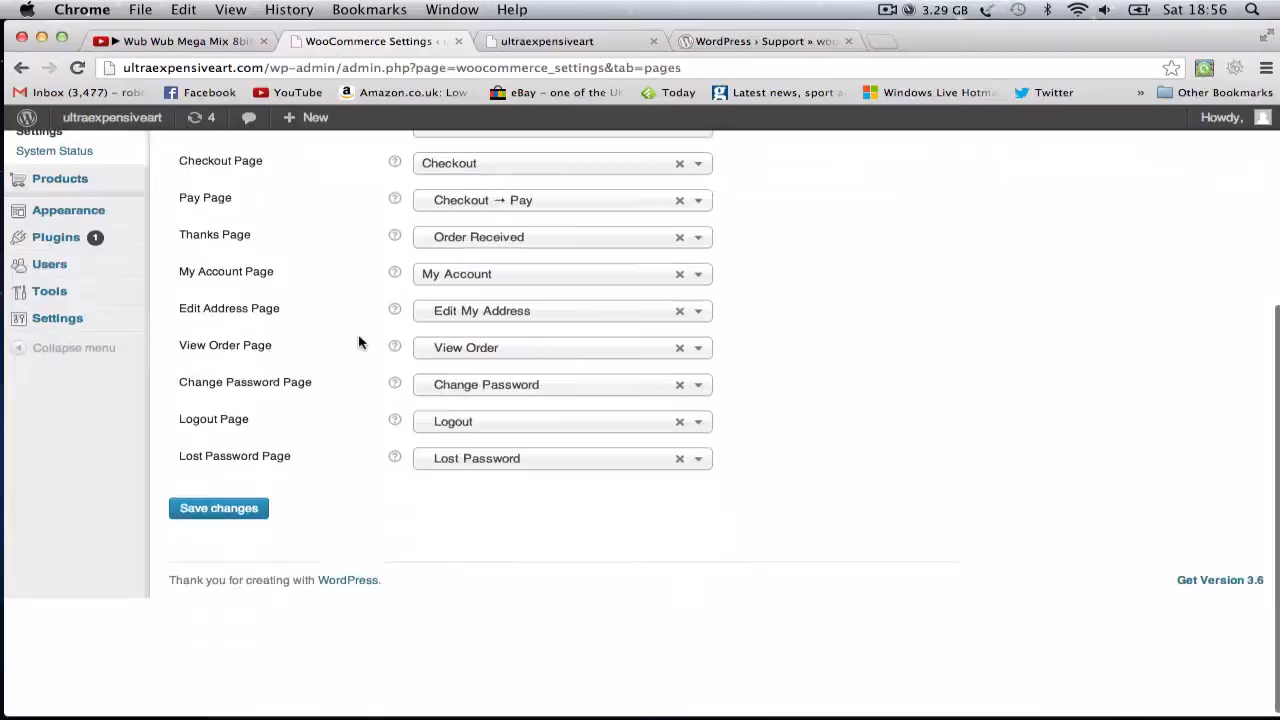 Chrome File Edit View History Bookmarks Window Help 3.29 GB Sat 18:56
▶ Wub Wub Mega Mix 8bi WooCommerce Settings ‹ ultraexpensiveart WordPress › Support » woo
ultraexpensiveart.com/wp-admin/admin.php?page=woocommerce_settings&tab=pages
Inbox (3,477) – rob Facebook YouTube Amazon.co.uk: Low eBay – one of the UK Today Latest news, sport a Windows Live Hotma Twitter » Other Bookmarks
ultraexpensiveart 4 + New Howdy,
Settings
System Status
Products
Appearance
Plugins 1
Users
Tools
Settings
Collapse menu
Checkout Page ? Checkout
Pay Page ? Checkout → Pay
Thanks Page ? Order Received
My Account Page ? My Account
Edit Address Page ? Edit My Address
View Order Page ? View Order
Change Password Page ? Change Password
Logout Page ? Logout
Lost Password Page ? Lost Password
Save changes
Thank you for creating with WordPress. Get Version 3.6